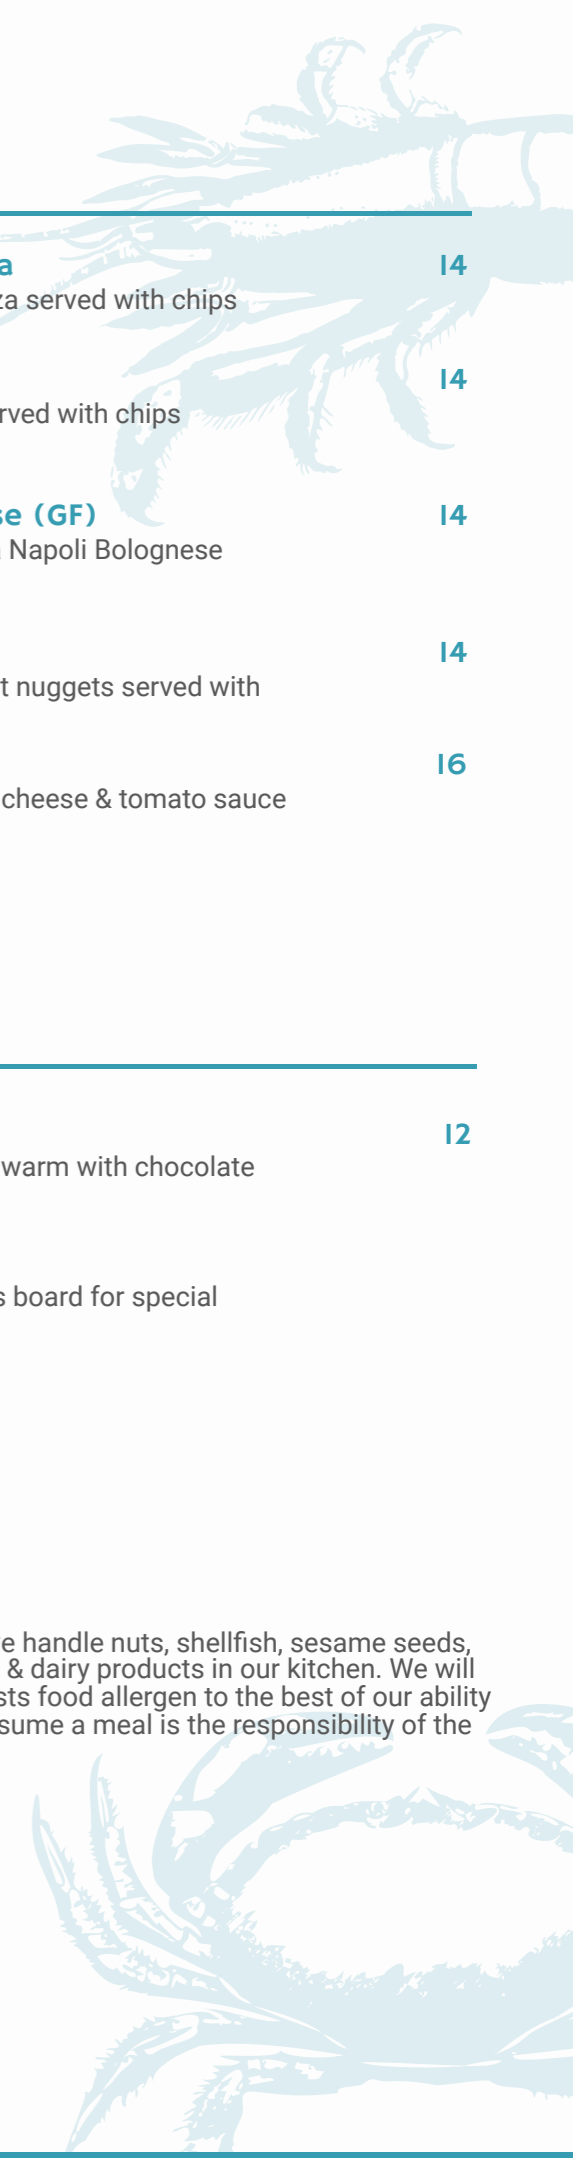 a 14
za served with chips
14
rved with chips
se (GF) 14
a Napoli Bolognese
14
t nuggets served with
16
cheese & tomato sauce
12
warm with chocolate
s board for special
e handle nuts, shellfish, sesame seeds,
& dairy products in our kitchen. We will
sts food allergen to the best of our ability
sume a meal is the responsibility of the